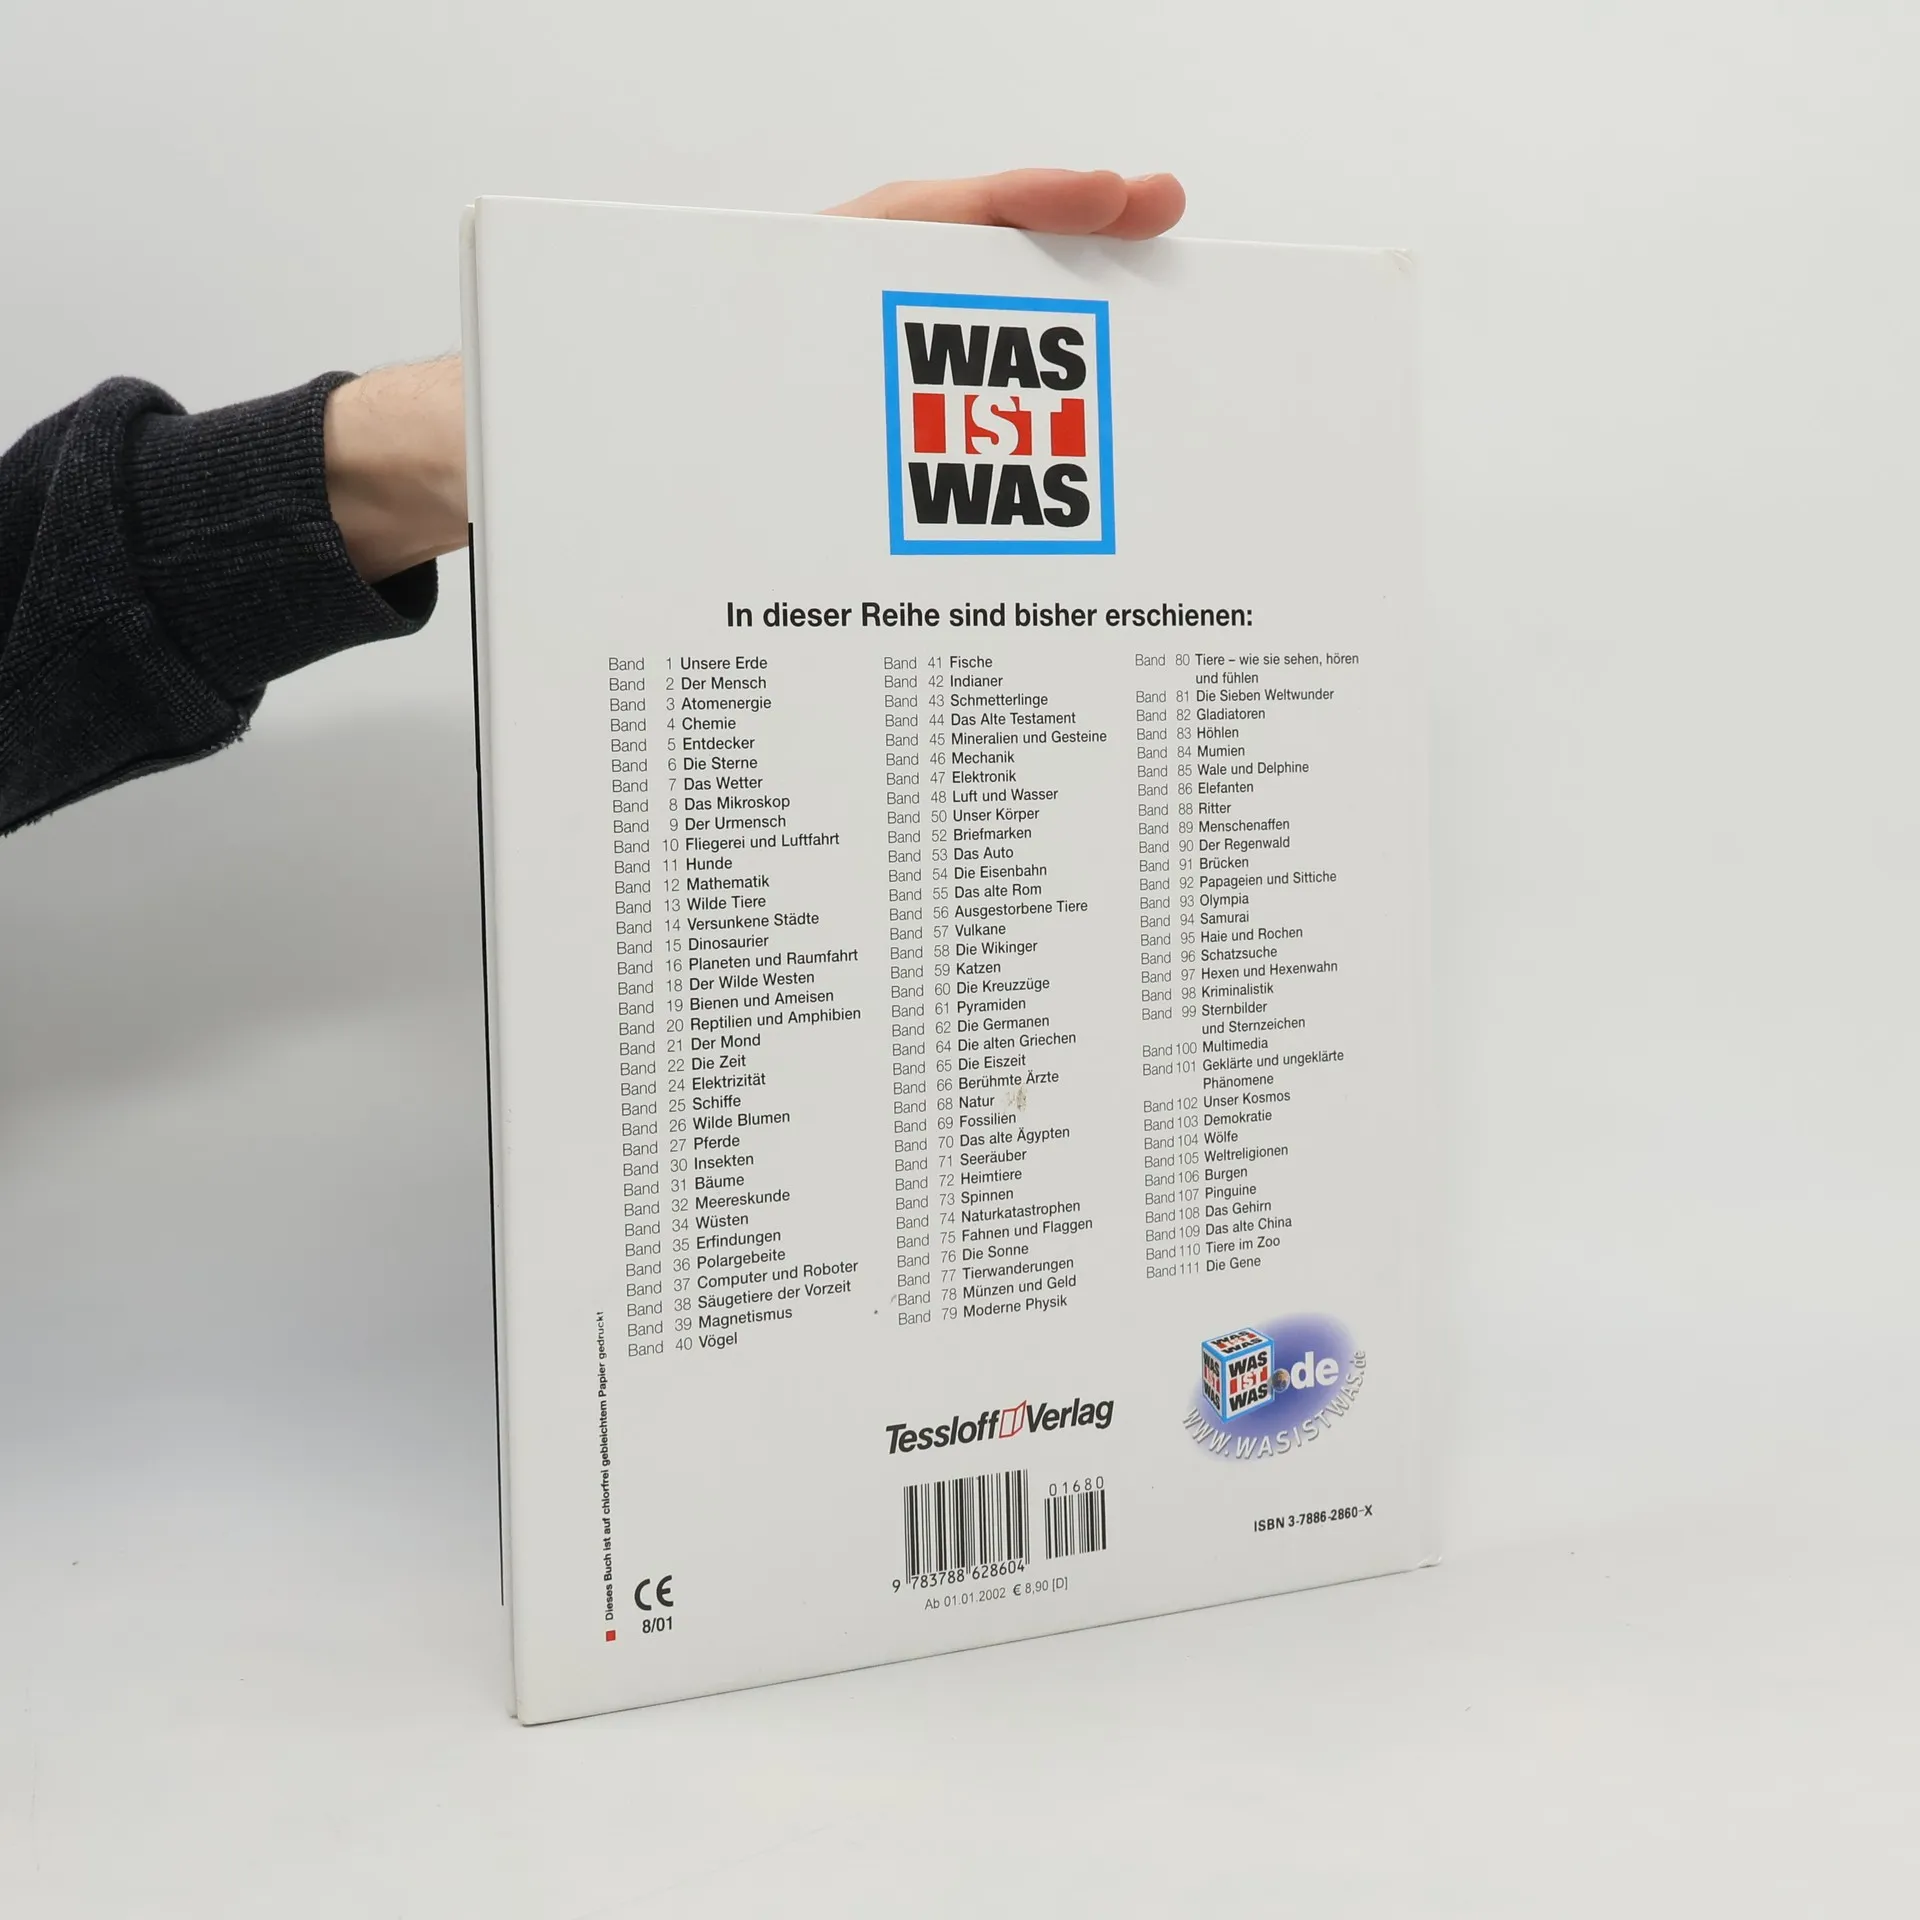 WAS
IST
WAS
In dieser Reihe sind bisher erschienen:
Band 1 Unsere Erde
Band 2 Der Mensch
Band 3 Atomenergie
Band 4 Chemie
Band 5 Entdecker
Band 6 Die Sterne
Band 7 Das Wetter
Band 8 Das Mikroskop
Band 9 Der Urmensch
Band 10 Fliegerei und Luftfahrt
Band 11 Hunde
Band 12 Mathematik
Band 13 Wilde Tiere
Band 14 Versunkene Städte
Band 15 Dinosaurier
Band 16 Planeten und Raumfahrt
Band 18 Der Wilde Westen
Band 19 Bienen und Ameisen
Band 20 Reptilien und Amphibien
Band 21 Der Mond
Band 22 Die Zeit
Band 24 Elektrizität
Band 25 Schiffe
Band 26 Wilde Blumen
Band 27 Pferde
Band 30 Insekten
Band 31 Bäume
Band 32 Meereskunde
Band 34 Wüsten
Band 35 Erfindungen
Band 36 Polargebeite
Band 37 Computer und Roboter
Band 38 Säugetiere der Vorzeit
Band 39 Magnetismus
Band 40 Vögel
Band 41 Fische
Band 42 Indianer
Band 43 Schmetterlinge
Band 44 Das Alte Testament
Band 45 Mineralien und Gesteine
Band 46 Mechanik
Band 47 Elektronik
Band 48 Luft und Wasser
Band 50 Unser Körper
Band 52 Briefmarken
Band 53 Das Auto
Band 54 Die Eisenbahn
Band 55 Das alte Rom
Band 56 Ausgestorbene Tiere
Band 57 Vulkane
Band 58 Die Wikinger
Band 59 Katzen
Band 60 Die Kreuzzüge
Band 61 Pyramiden
Band 62 Die Germanen
Band 64 Die alten Griechen
Band 65 Die Eiszeit
Band 66 Berühmte Ärzte
Band 68 Natur
Band 69 Fossilien
Band 70 Das alte Ägypten
Band 71 Seeräuber
Band 72 Heimtiere
Band 73 Spinnen
Band 74 Naturkatastrophen
Band 75 Fahnen und Flaggen
Band 76 Die Sonne
Band 77 Tierwanderungen
Band 78 Münzen und Geld
Band 79 Moderne Physik
Band 80 Tiere – wie sie sehen, hören
und fühlen
Band 81 Die Sieben Weltwunder
Band 82 Gladiatoren
Band 83 Höhlen
Band 84 Mumien
Band 85 Wale und Delphine
Band 86 Elefanten
Band 88 Ritter
Band 89 Menschenaffen
Band 90 Der Regenwald
Band 91 Brücken
Band 92 Papageien und Sittiche
Band 93 Olympia
Band 94 Samurai
Band 95 Haie und Rochen
Band 96 Schatzsuche
Band 97 Hexen und Hexenwahn
Band 98 Kriminalistik
Band 99 Sternbilder
und Sternzeichen
Band 100 Multimedia
Band 101 Geklärte und ungeklärte
Phänomene
Band 102 Unser Kosmos
Band 103 Demokratie
Band 104 Wölfe
Band 105 Weltreligionen
Band 106 Burgen
Band 107 Pinguine
Band 108 Das Gehirn
Band 109 Das alte China
Band 110 Tiere im Zoo
Band 111 Die Gene
Dieses Buch ist auf chlorfrei gebleichtem Papier gedruckt
CE
8/01
Tessloff Verlag
01680
9 783788 628604
Ab 01.01.2002 € 8,90 [D]
WAS IST WAS
WAS IST WAS
WAS IST WAS
.de
WWW.WASISTWAS.de
ISBN 3-7886-2860-X